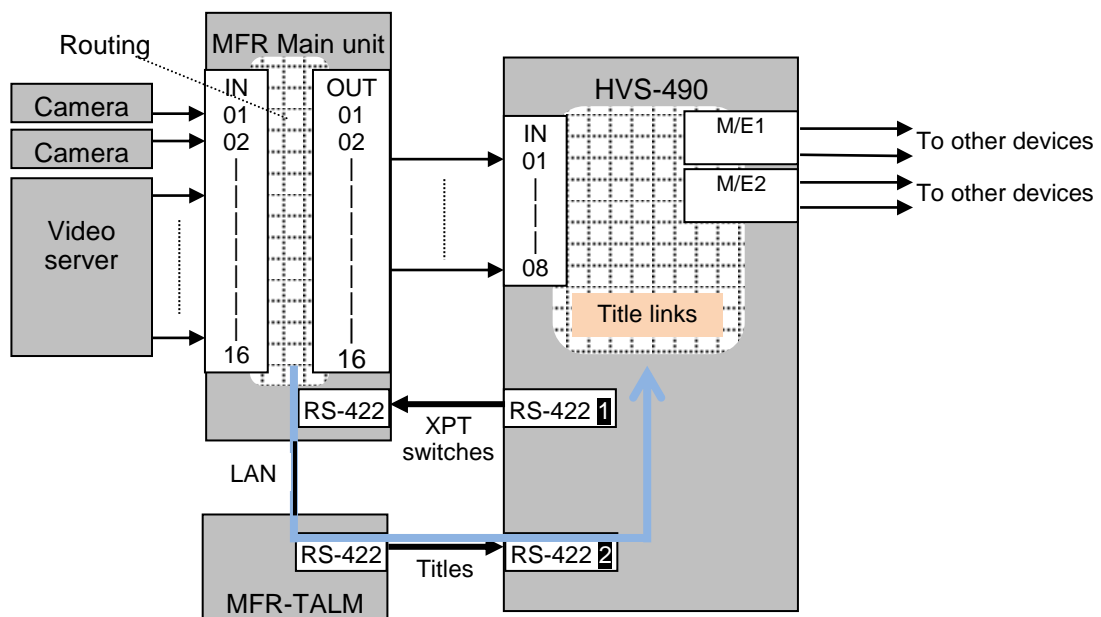 Routing
MFR Main unit
IN
01
02
16
OUT
01
02
16
Camera
Camera
Video
server
HVS-490
IN
01
08
M/E1
M/E2
To other devices
To other devices
Title links
RS-422
XPT
switches
RS-422 1
LAN
RS-422
Titles
RS-422 2
MFR-TALM